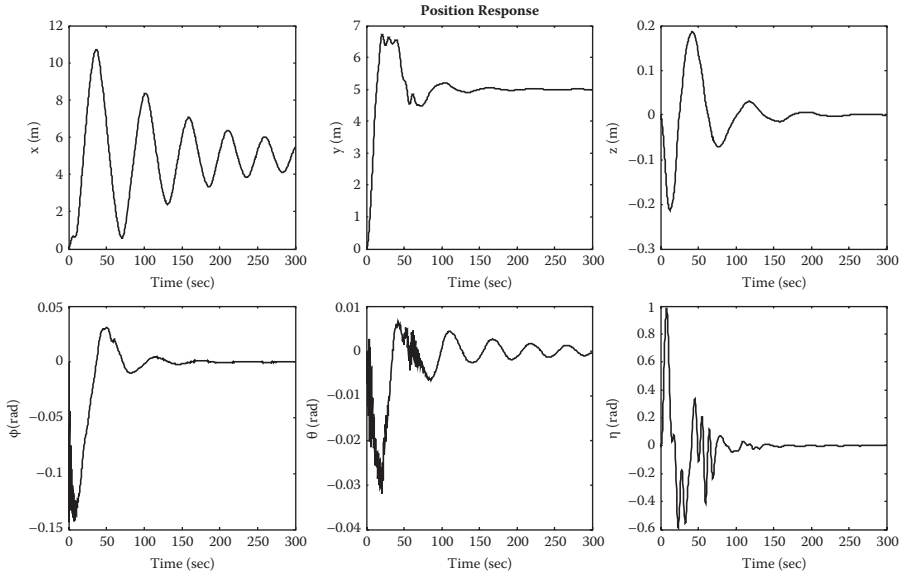 Position Response
12
10
8
6
4
2
0
x (m)
0 50 100 150 200 250 300
Time (sec)
7
6
5
4
3
2
1
0
y (m)
0 50 100 150 200 250 300
Time (sec)
0.2
0.1
0
−0.1
−0.2
−0.3
z (m)
0 50 100 150 200 250 300
Time (sec)
0.05
0
−0.05
−0.1
−0.15
ϕ(rad)
0 50 100 150 200 250 300
Time (sec)
0.01
0
−0.01
−0.02
−0.03
−0.04
θ (rad)
0 50 100 150 200 250 300
Time (sec)
1
0.8
0.6
0.4
0.2
0
−0.2
−0.4
−0.6
η (rad)
0 50 100 150 200 250 300
Time (sec)